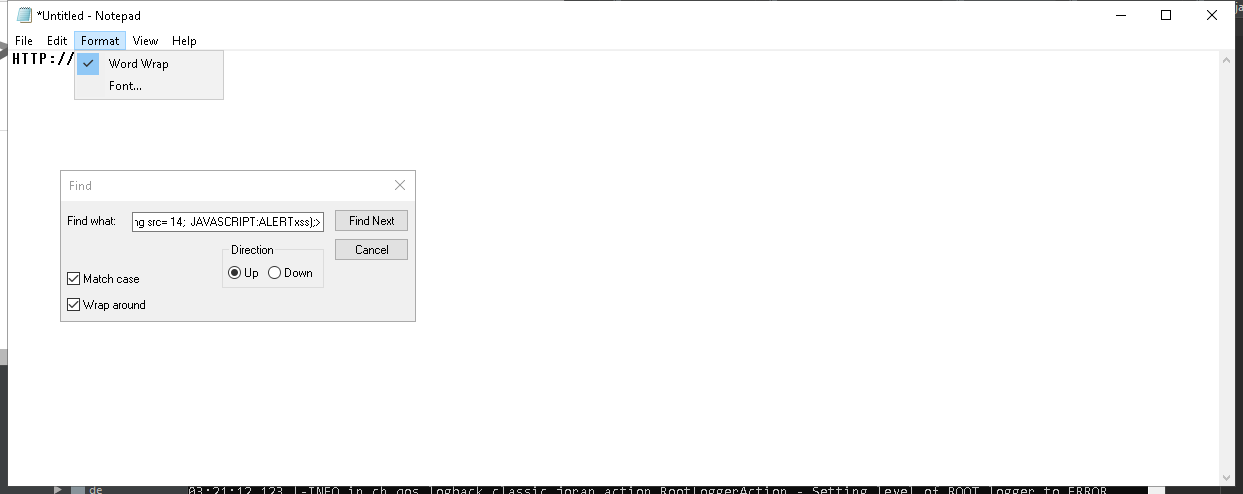 *Untitled - Notepad
File Edit Format View Help
HTTP://
Word Wrap
Font...
Find
Find what: ng src= 14; JAVASCRIPT:ALERTxss);> Find Next
Direction Cancel
Up Down
Match case
Wrap around
de 03:21:12,123 |-INFO in ch.qos.logback.classic.joran.action.RootLoggerAction - Setting level of ROOT logger to ERROR